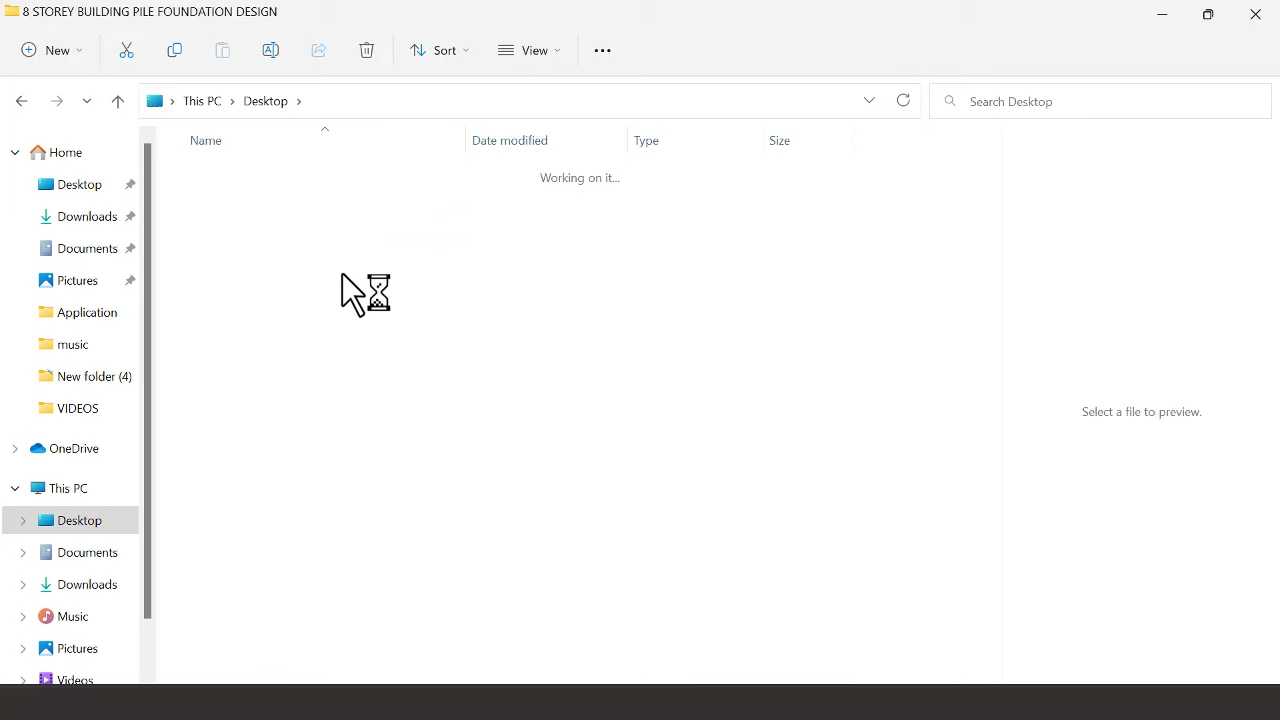 8 STOREY BUILDING PILE FOUNDATION DESIGN
New
Sort
View
This PC
Desktop
Search Desktop
Name
Date modified
Type
Size
Working on it...
Home
Desktop
Downloads
Documents
Pictures
Application
music
New folder (4)
VIDEOS
OneDrive
This PC
Desktop
Documents
Downloads
Music
Pictures
Videos
Select a file to preview.